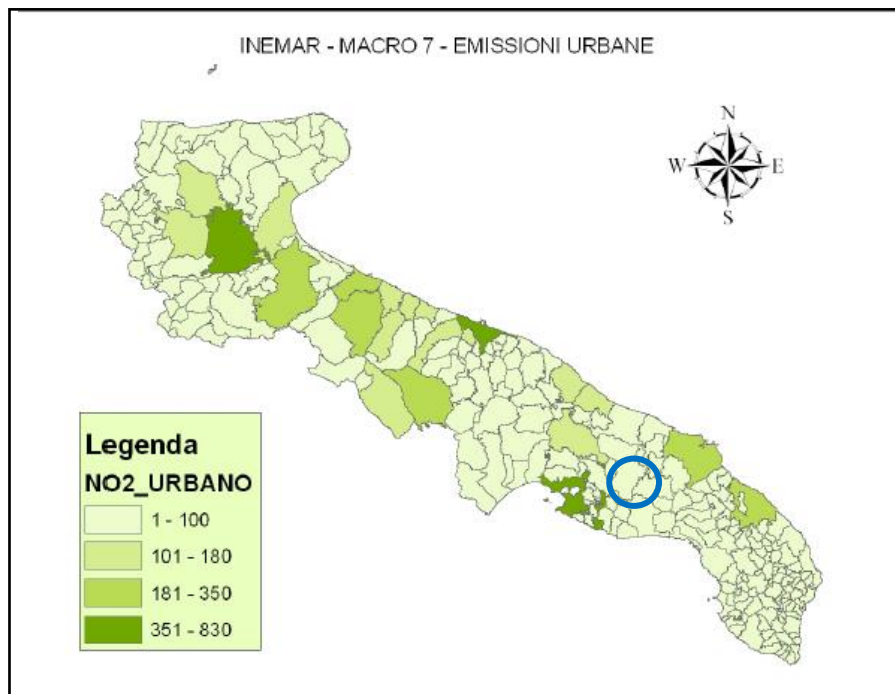 INEMAR - MACRO 7 - EMISSIONI URBANE
N
W E
S
Legenda
NO2_URBANO
1 - 100
101 - 180
181 - 350
351 - 830